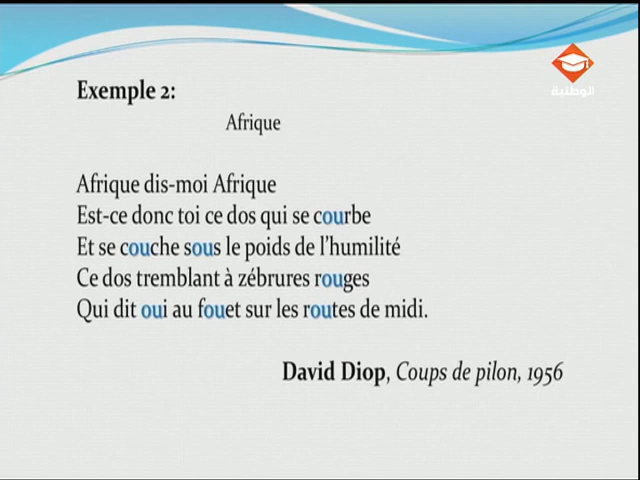 الوطنية
Exemple 2:
Afrique
Afrique dis-moi Afrique
Est-ce donc toi ce dos qui se courbe
Et se couche sous le poids de l'humilité
Ce dos tremblant à zébrures rouges
Qui dit oui au fouet sur les routes de midi.
David Diop, Coups de pilon, 1956